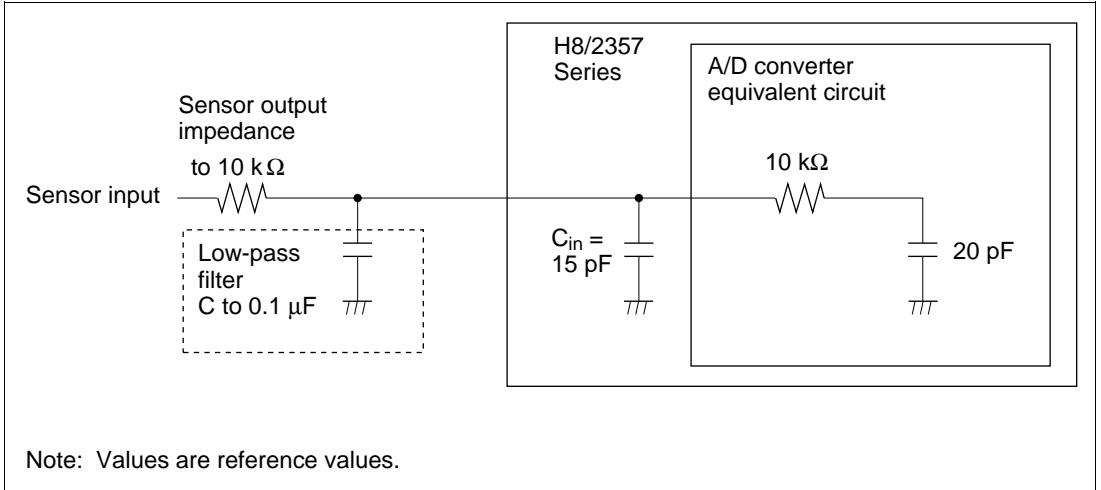 H8/2357
Series
A/D converter
equivalent circuit
Sensor output
impedance
to 10 kΩ
10 kΩ
Sensor input
Low-pass
filter
C to 0.1 μF
Cin =
15 pF
20 pF
Note: Values are reference values.